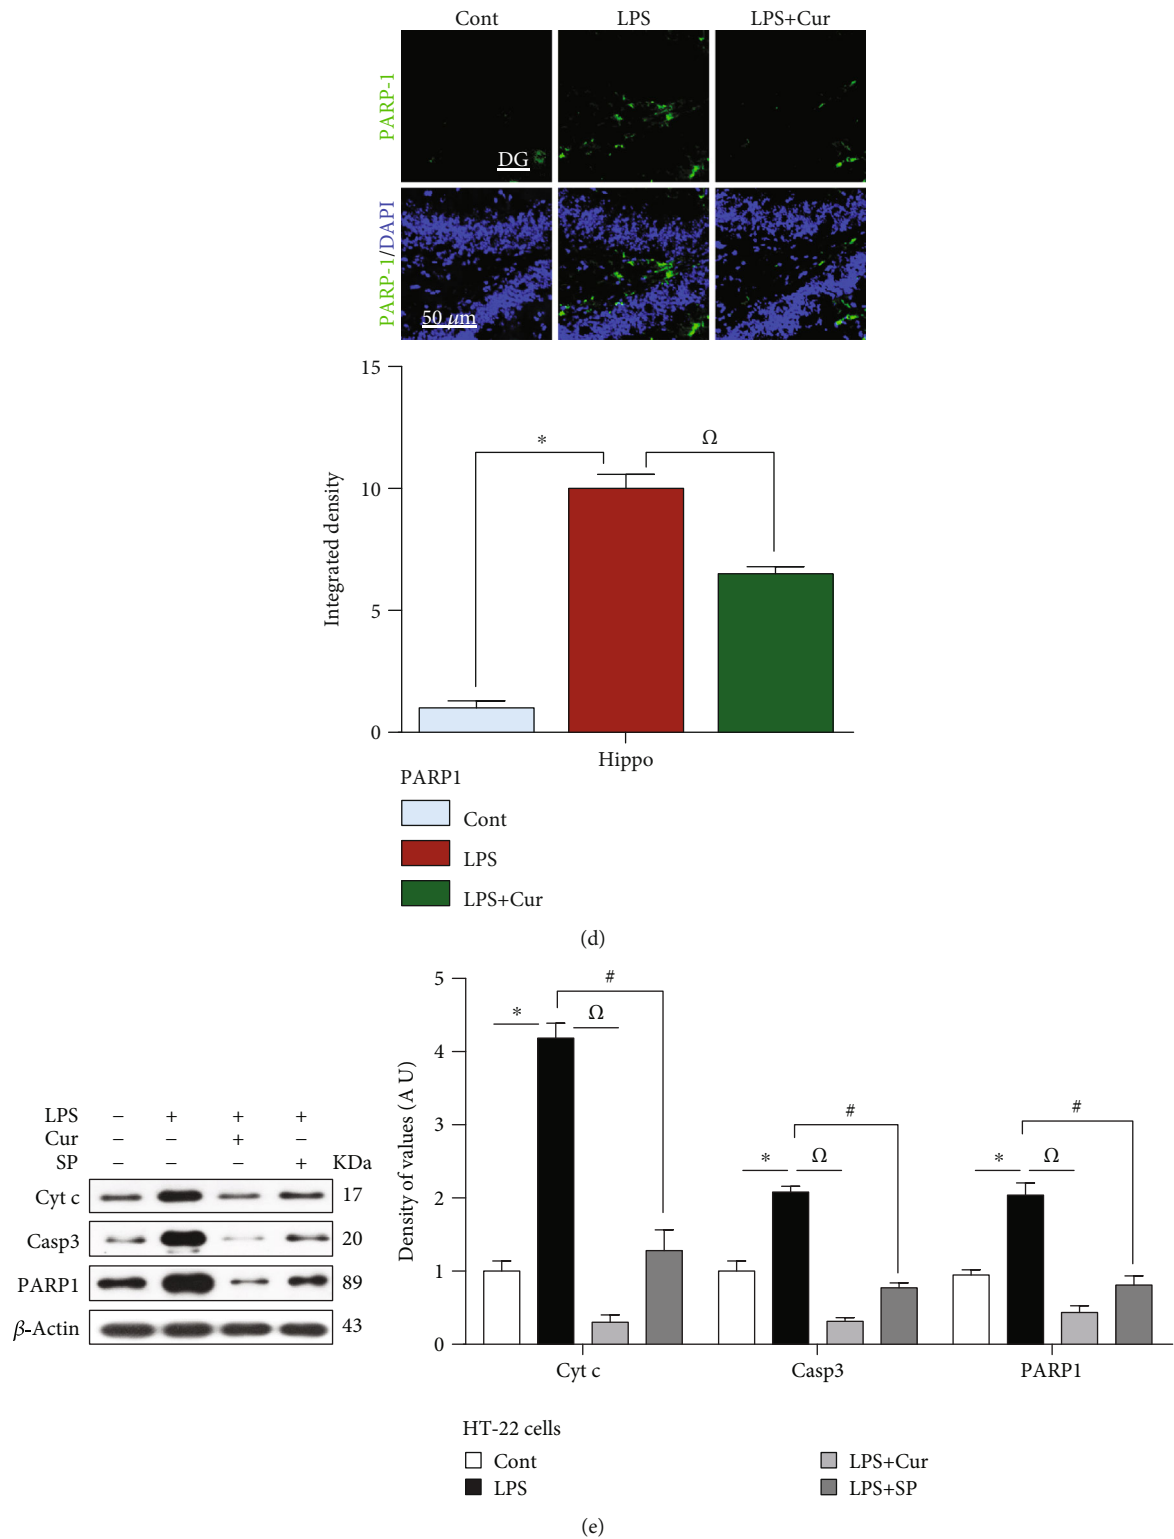 Cont LPS LPS+Cur
PARP-1
DG
PARP-1/DAPI
50 μm
15
10
5
0
Integrated density
*
Ω
Hippo
PARP1
Cont
LPS
LPS+Cur
(d)
LPS − + + +
Cur − − + −
SP − − − + KDa
Cyt c 17
Casp3 20
PARP1 89
β-Actin 43
5
4
3
2
1
0
Density of values (A U)
#
* Ω
#
* Ω
#
* Ω
Cyt c Casp3 PARP1
HT-22 cells
Cont LPS+Cur
LPS LPS+SP
(e)